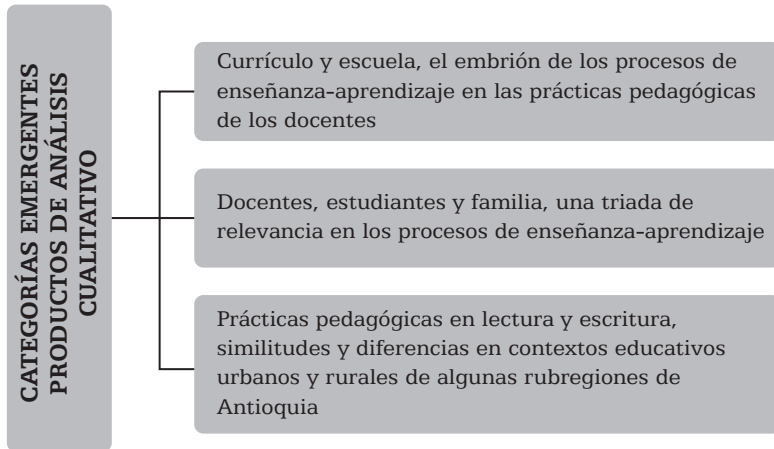 CATEGORÍAS EMERGENTES
PRODUCTOS DE ANÁLISIS
CUALITATIVO
Currículo y escuela, el embrión de los procesos de
enseñanza-aprendizaje en las prácticas pedagógicas
de los docentes
Docentes, estudiantes y familia, una triada de
relevancia en los procesos de enseñanza-aprendizaje
Prácticas pedagógicas en lectura y escritura,
similitudes y diferencias en contextos educativos
urbanos y rurales de algunas rubregiones de
Antioquia